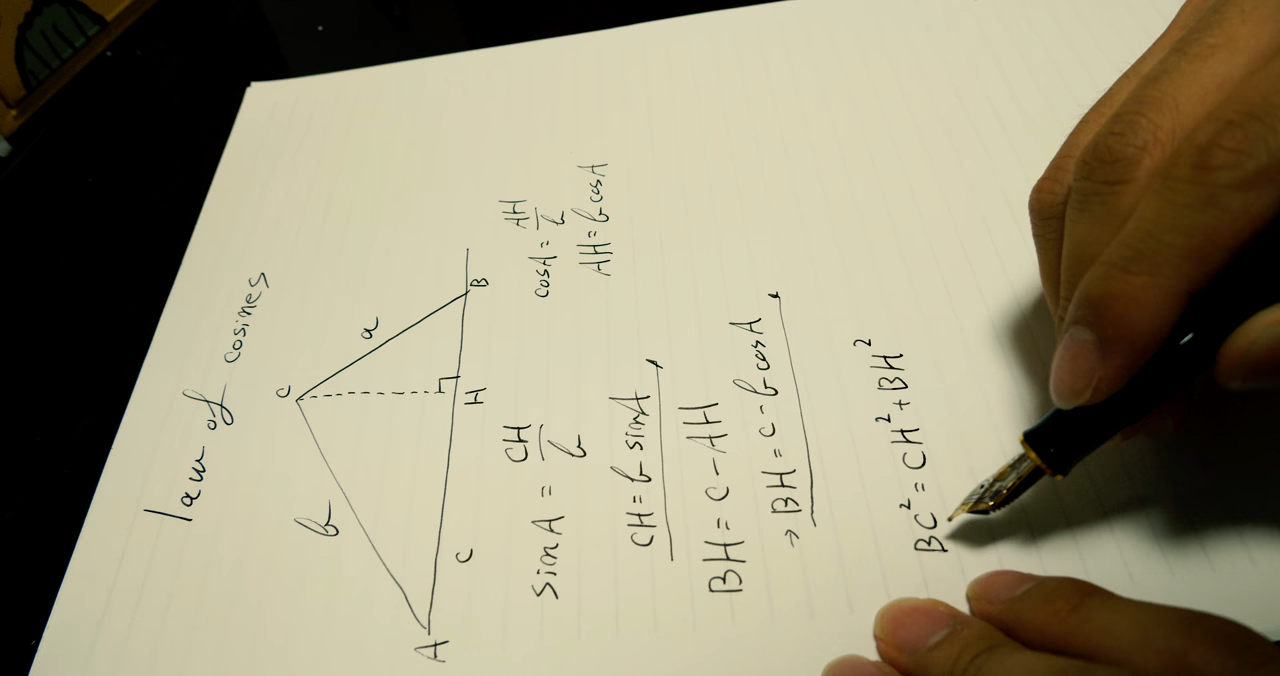 law of cosines
C
b
a
A
c
H
B
sinA = CH/b
cosA = AH/b
AH = b cosA
CH = b sinA
BH = c - AH
→ BH = c - b cosA
BC² = CH² + BH²